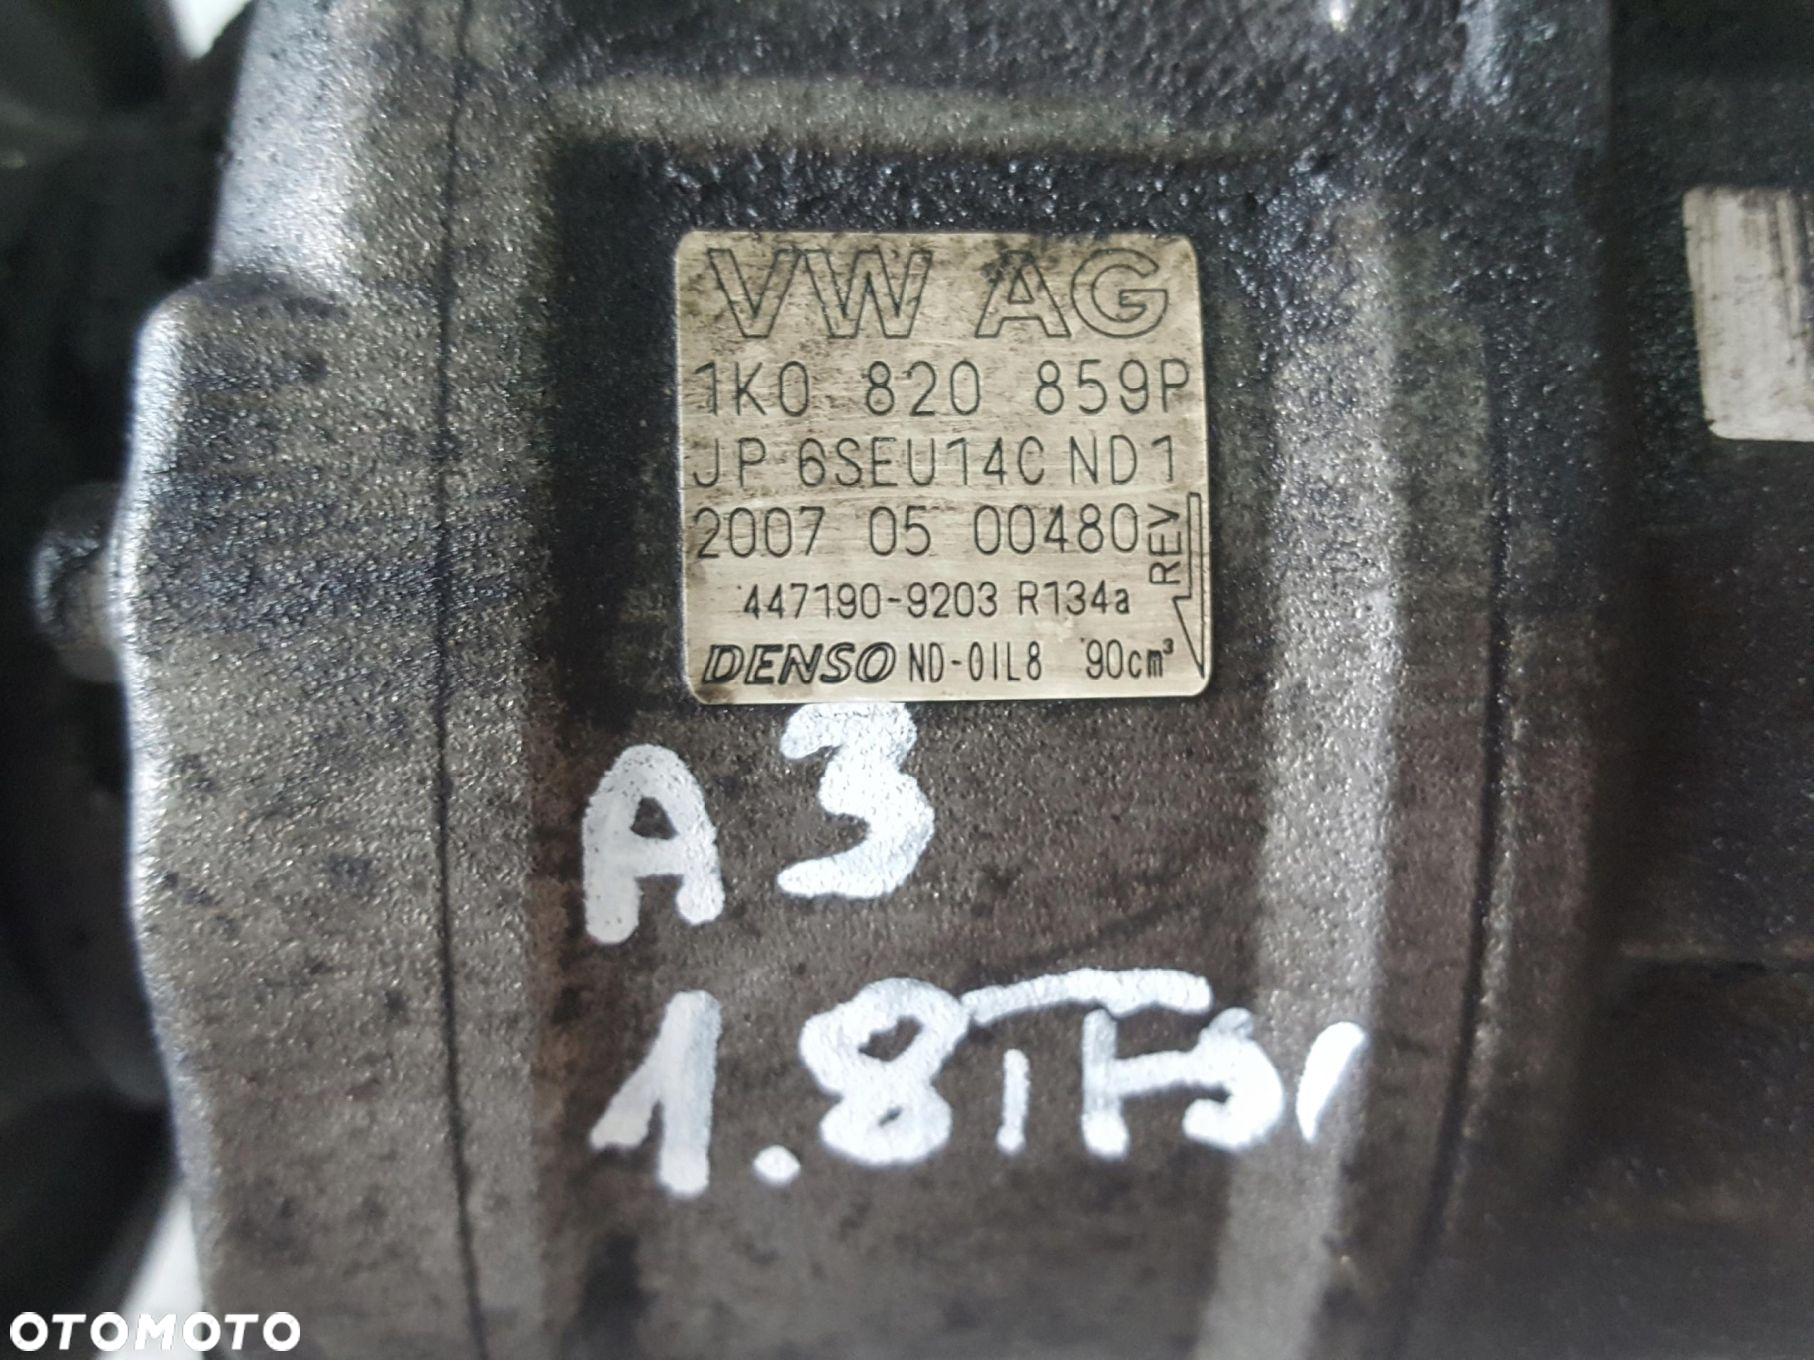 VW AG
1K0 820 859P
JP 6SEU14C ND1
2007 05 00480
REV
447190-9203 R134a
DENSO ND-OIL8 90cm³
A3
1.8TFSI
OTOMOTO